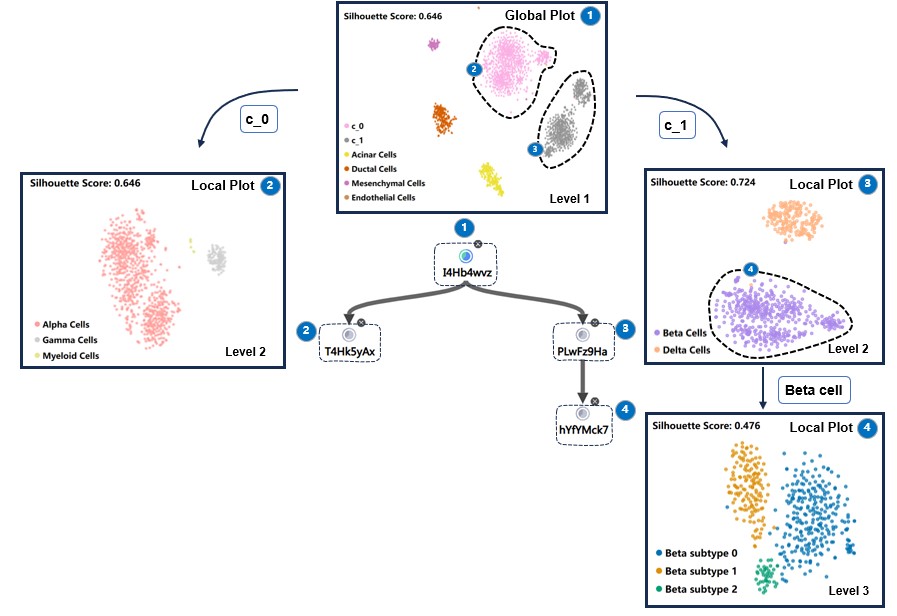 Silhouette Score: 0.646
Global Plot 1
2
3
c_0
c_1
Acinar Cells
Ductal Cells
Mesenchymal Cells
Endothelial Cells
Level 1
c_0
c_1
Silhouette Score: 0.646
Local Plot 2
Alpha Cells
Gamma Cells
Myeloid Cells
Level 2
Silhouette Score: 0.724
Local Plot 3
4
Beta Cells
Delta Cells
Level 2
1
I4Hb4wvz
2
T4Hk5yAx
3
PLwFz9Ha
4
hYfYMck7
Beta cell
Silhouette Score: 0.476
Local Plot 4
Beta subtype 0
Beta subtype 1
Beta subtype 2
Level 3